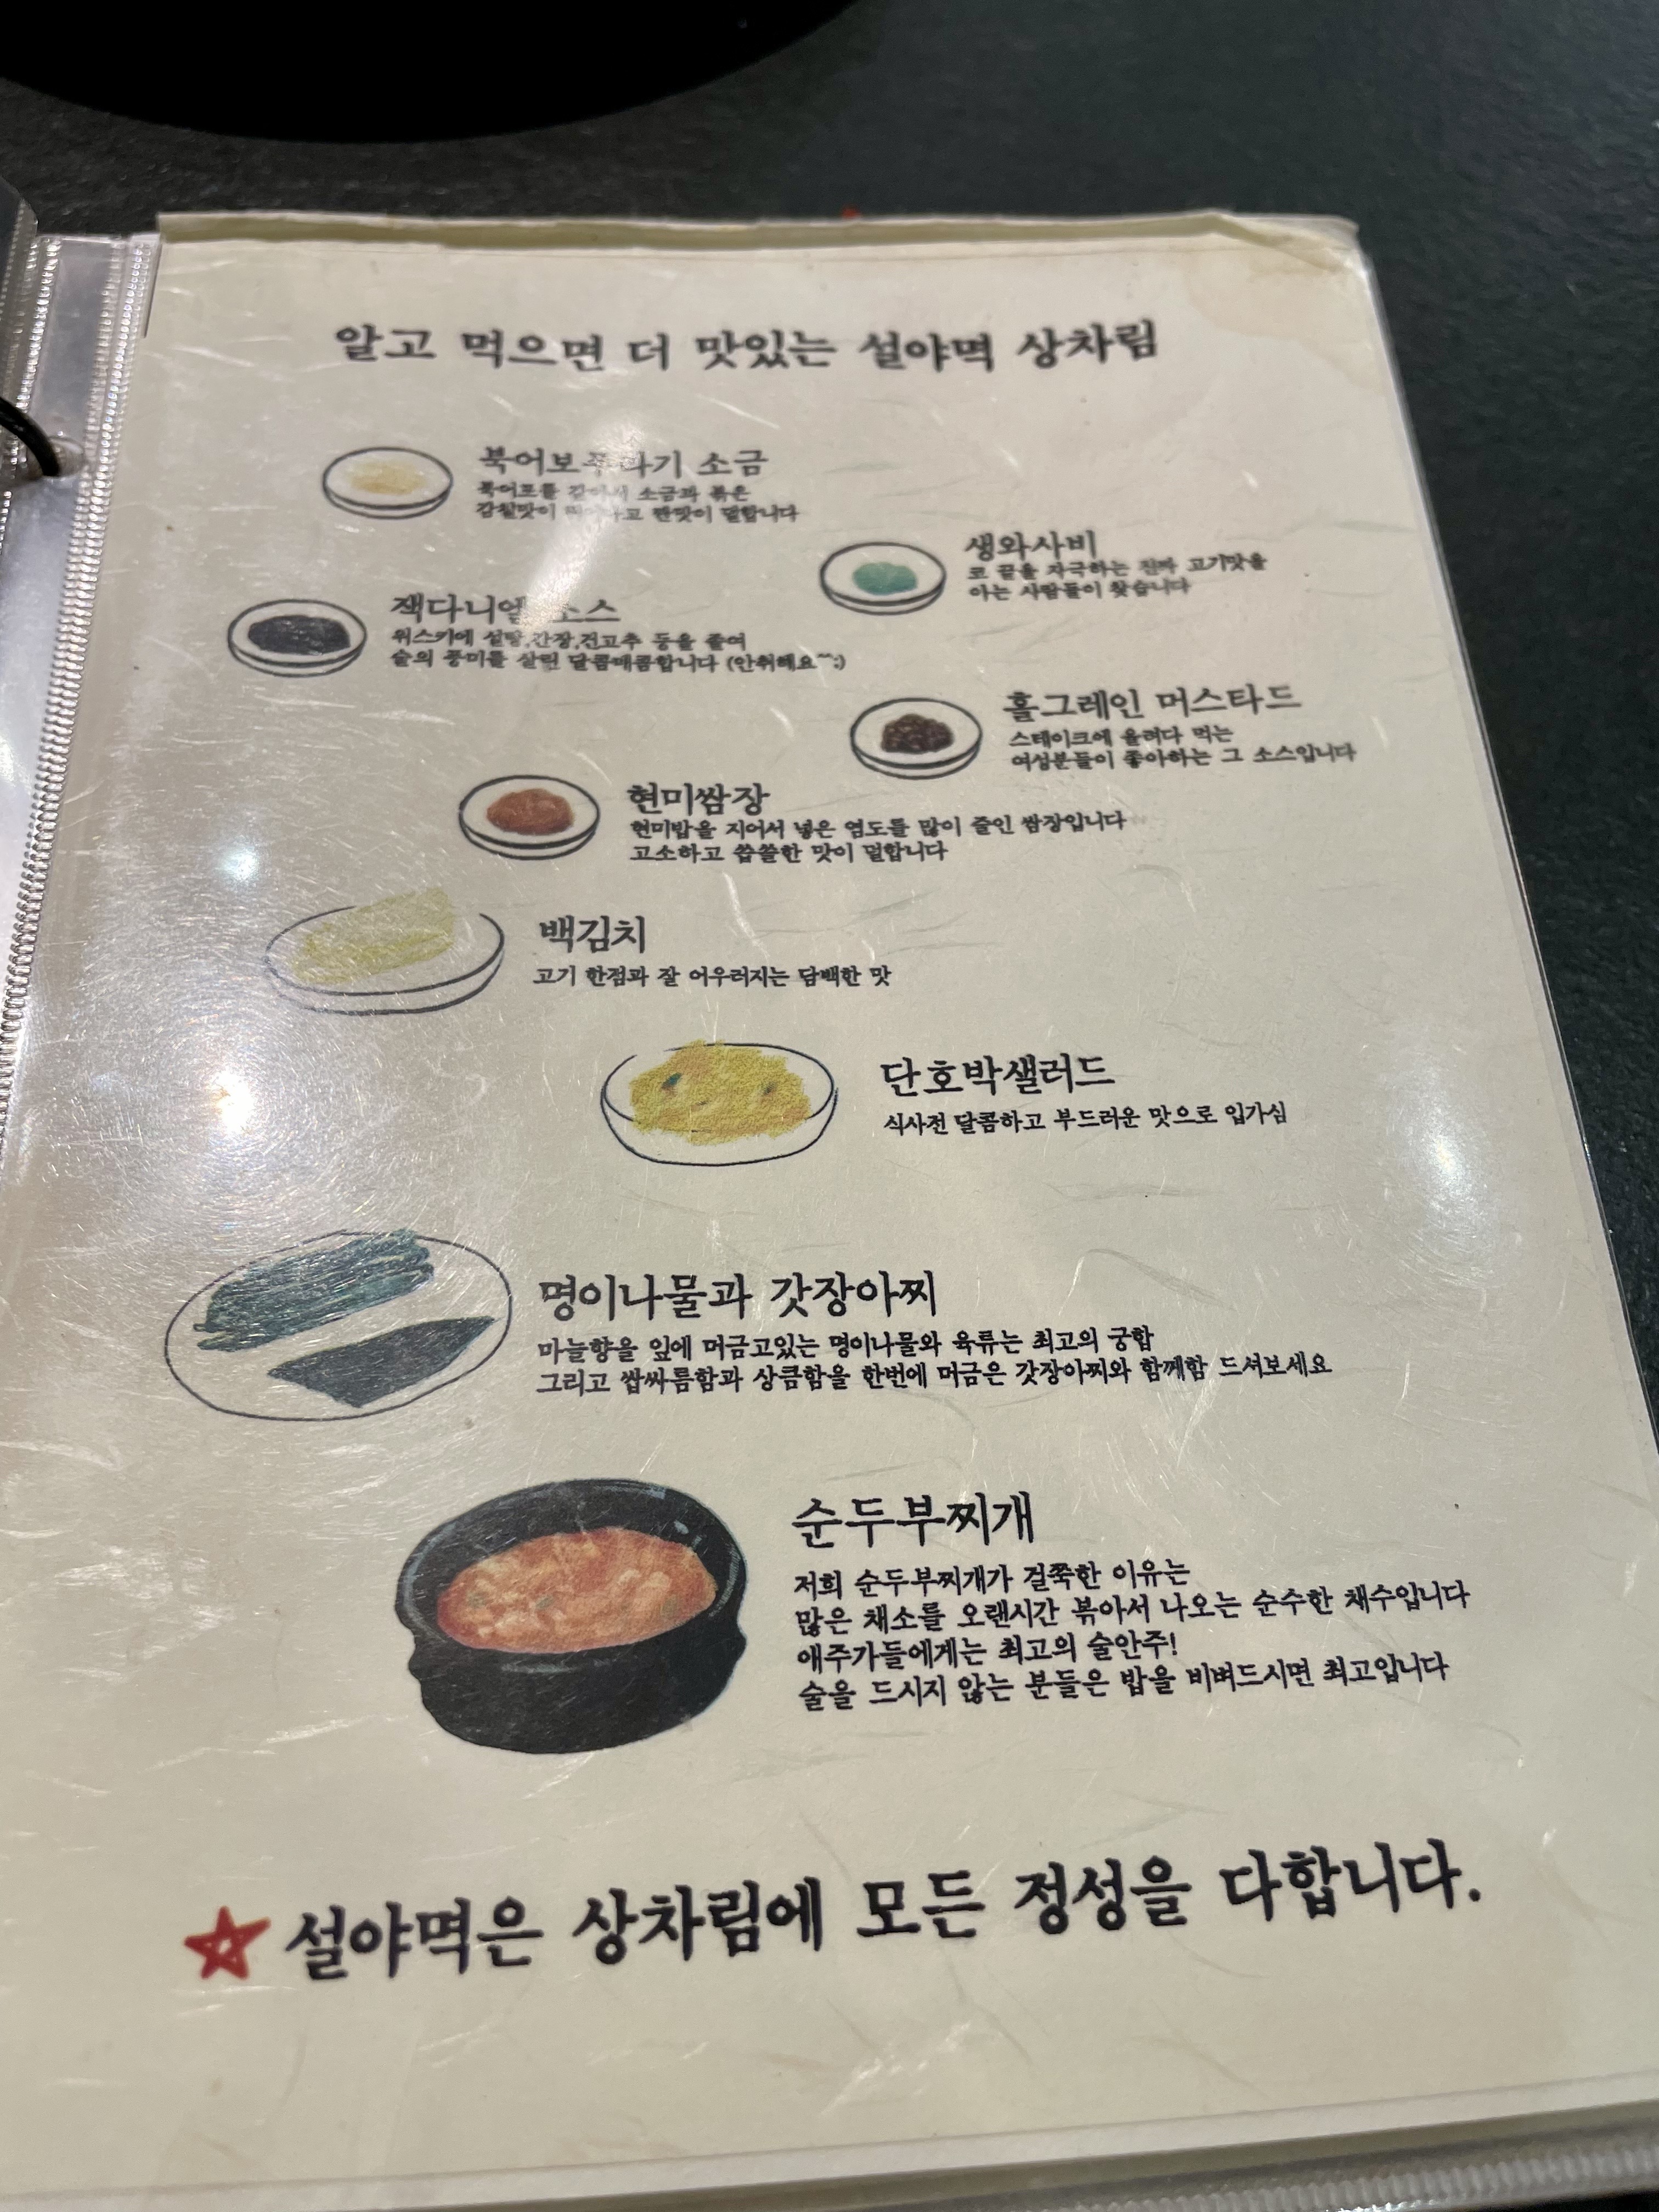 알고 먹으면 더 맛있는 설야멱 상차림
북어보푸라기 소금
북어포를 갈아서 소금과 볶은
감칠맛이 뛰어나고 짠맛이 덜합니다
생와사비
코 끝을 자극하는 진짜 고기맛을
아는 사람들이 찾습니다
잭다니엘 소스
위스키에 설탕,간장,건고추 등을 졸여
술의 풍미를 살린 달콤매콤합니다 (안취해요^^;)
홀그레인 머스타드
스테이크에 올려다 먹는
여성분들이 좋아하는 그 소스입니다
현미쌈장
현미밥을 지어서 넣은 염도를 많이 줄인 쌈장입니다
고소하고 씁쓸한 맛이 덜합니다
백김치
고기 한점과 잘 어우러지는 담백한 맛
단호박샐러드
식사전 달콤하고 부드러운 맛으로 입가심
명이나물과 갓장아찌
마늘향을 잎에 머금고있는 명이나물와 육류는 최고의 궁합
그리고 쌉싸름함과 상큼함을 한번에 머금은 갓장아찌와 함께함 드셔보세요
순두부찌개
저희 순두부찌개가 걸쭉한 이유는
많은 채소를 오랜시간 볶아서 나오는 순수한 채수입니다
애주가들에게는 최고의 술안주!
술을 드시지 않는 분들은 밥을 비벼드시면 최고입니다
설야멱은 상차림에 모든 정성을 다합니다.